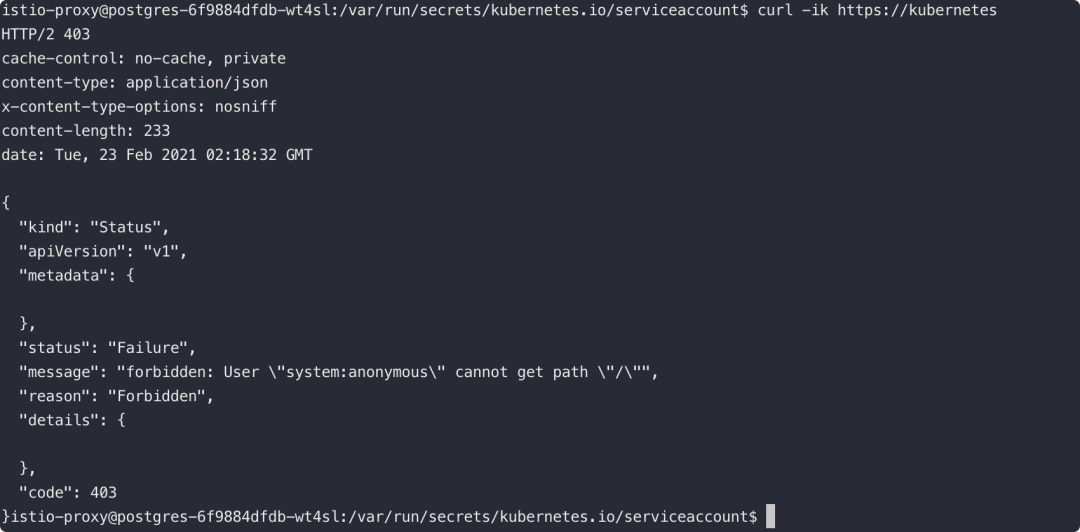 istio-proxy@postgres-6f9884dfdb-wt4sl:/var/run/secrets/kubernetes.io/serviceaccount$ curl -ik https://kubernetes
HTTP/2 403
cache-control: no-cache, private
content-type: application/json
x-content-type-options: nosniff
content-length: 233
date: Tue, 23 Feb 2021 02:18:32 GMT

{
  "kind": "Status",
  "apiVersion": "v1",
  "metadata": {

  },
  "status": "Failure",
  "message": "forbidden: User \"system:anonymous\" cannot get path \"/\"",
  "reason": "Forbidden",
  "details": {

  },
  "code": 403
}istio-proxy@postgres-6f9884dfdb-wt4sl:/var/run/secrets/kubernetes.io/serviceaccount$